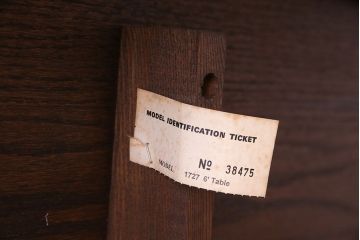 MODEL IDENTIFICATION TICKET
Nº 38475
MODEL 1727 6' Table